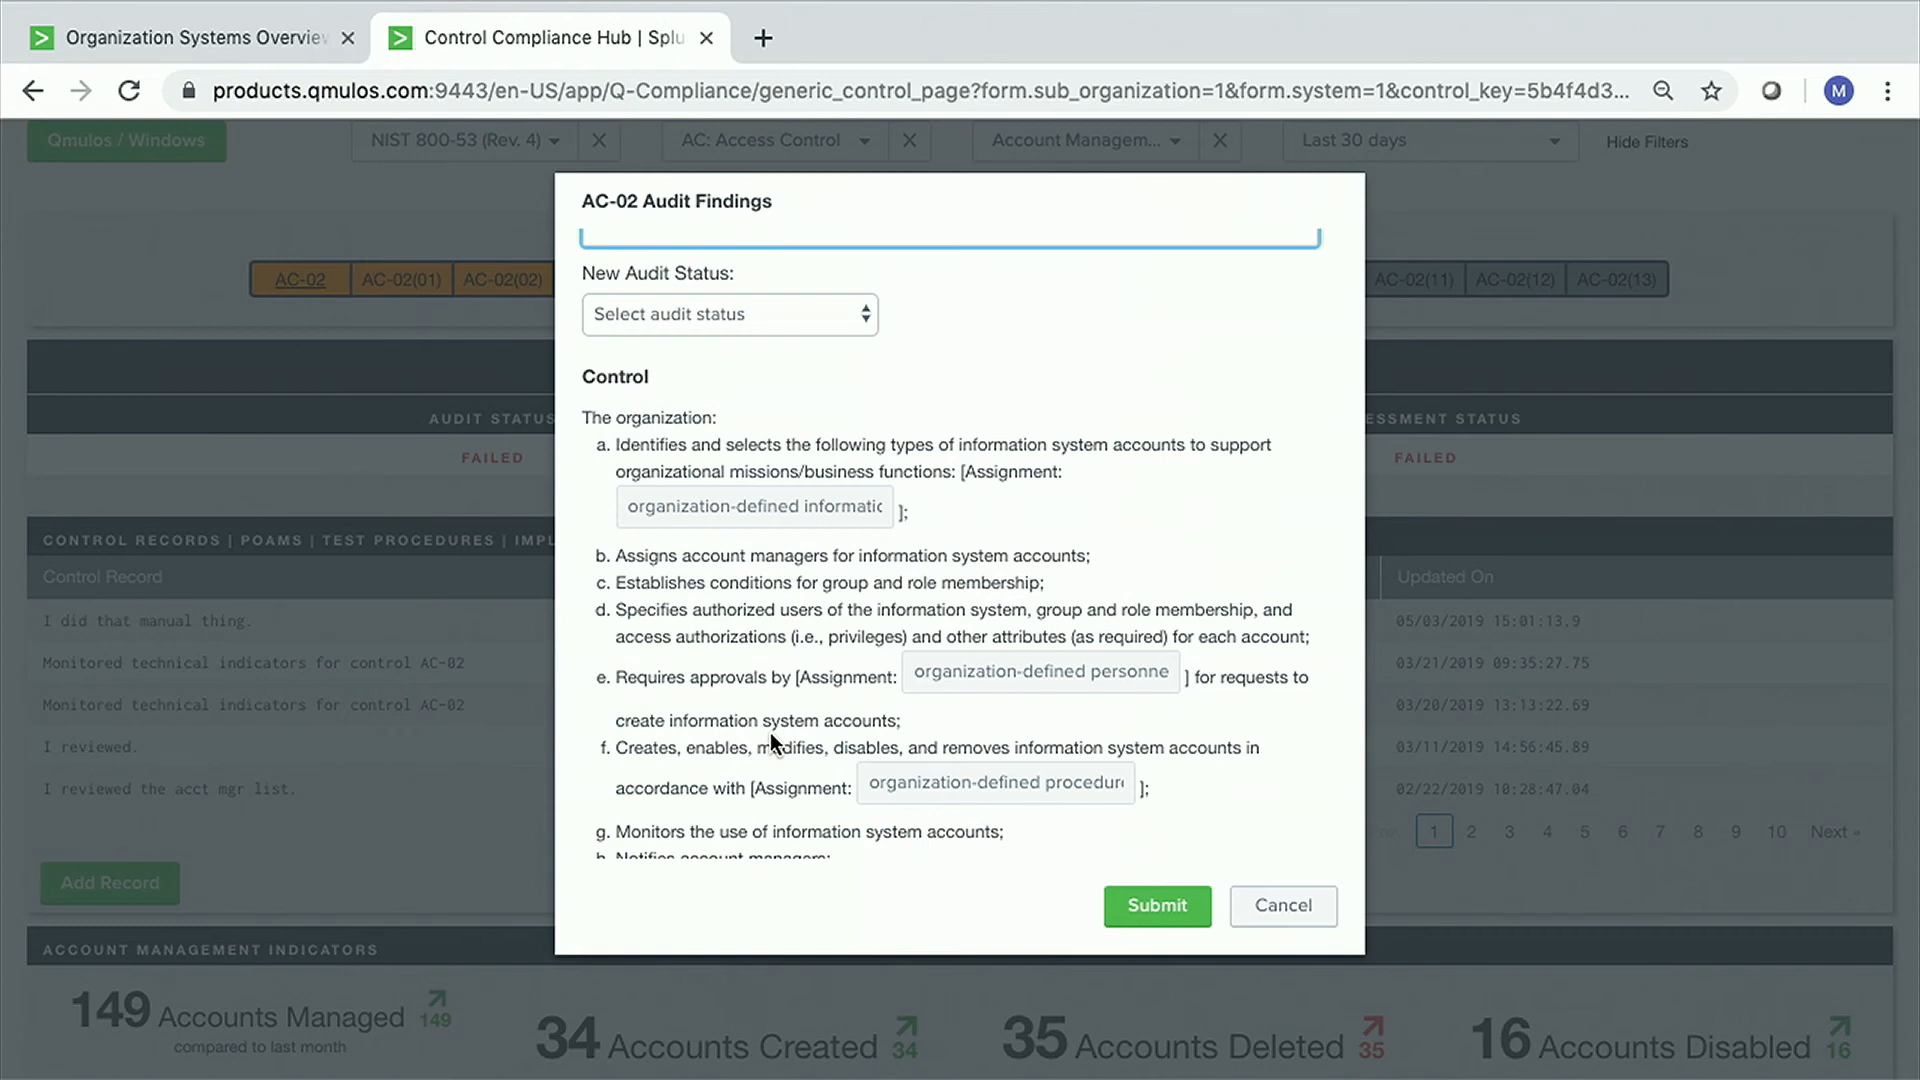 Organization Systems Overview
Control Compliance Hub | Splu
products.qmulos.com:9443/en-US/app/Q-Compliance/generic_control_page?form.sub_organization=1&form.system=1&control_key=5b4f4d3...
M
Qmulos / Windows
NIST 800-53 (Rev. 4)
AC: Access Control
Account Managem...
Last 30 days
Hide Filters
AC-02 Audit Findings
AC-02
AC-02(01)
AC-02(02)
AC-02(11)
AC-02(12)
AC-02(13)
New Audit Status:
Select audit status
Control
The organization:
a. Identifies and selects the following types of information system accounts to support
organizational missions/business functions: [Assignment:
organization-defined informatic
];
b. Assigns account managers for information system accounts;
c. Establishes conditions for group and role membership;
d. Specifies authorized users of the information system, group and role membership, and
access authorizations (i.e., privileges) and other attributes (as required) for each account;
e. Requires approvals by [Assignment: organization-defined personne ] for requests to
create information system accounts;
f. Creates, enables, modifies, disables, and removes information system accounts in
accordance with [Assignment: organization-defined procedur ];
g. Monitors the use of information system accounts;
h. Notifies account managers:
Submit
Cancel
AUDIT STATUS
FAILED
ESSMENT STATUS
FAILED
CONTROL RECORDS | POAMS | TEST PROCEDURES | IMPL
Control Record
Updated On
I did that manual thing.
05/03/2019 15:01:13.9
Monitored technical indicators for control AC-02
03/21/2019 09:35:27.75
Monitored technical indicators for control AC-02
03/20/2019 13:13:22.69
I reviewed.
03/11/2019 14:56:45.89
I reviewed the acct mgr list.
02/22/2019 10:28:47.04
1 2 3 4 5 6 7 8 9 10 Next »
Add Record
ACCOUNT MANAGEMENT INDICATORS
149 Accounts Managed 149
compared to last month
34 Accounts Created 34
35 Accounts Deleted 35
16 Accounts Disabled 16